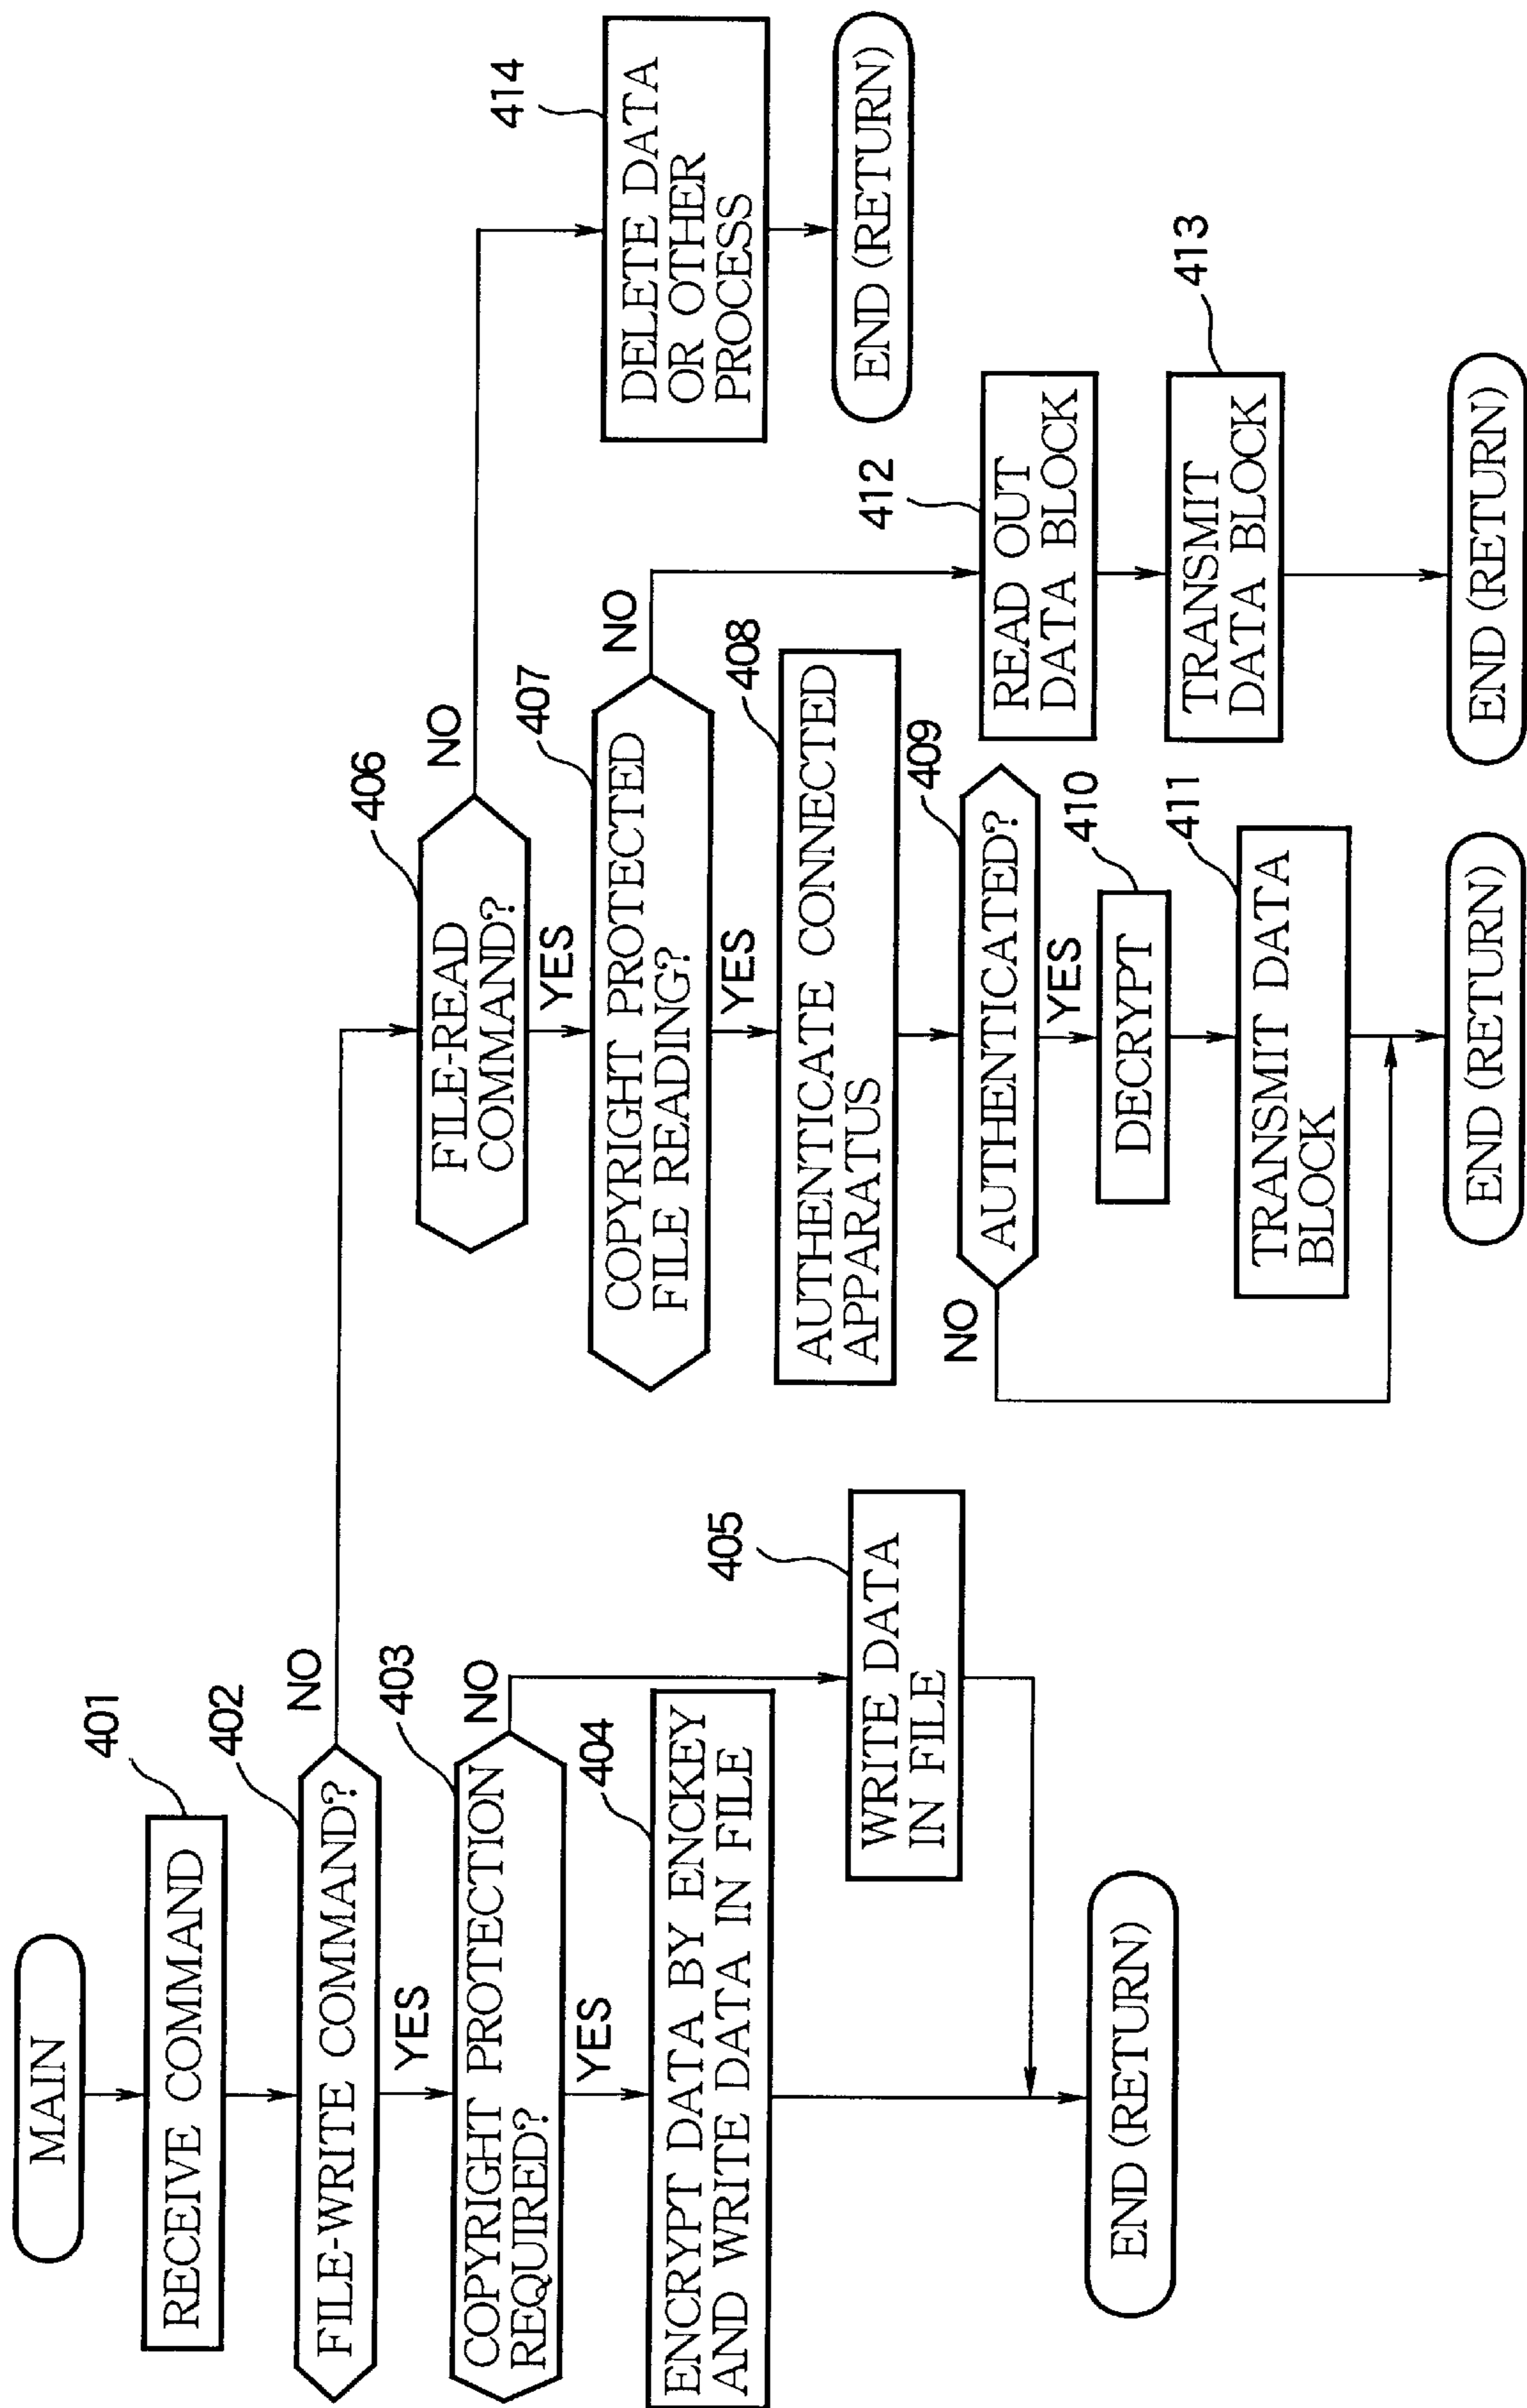 MAIN
401
RECEIVE COMMAND
402
FILE-WRITE COMMAND?
NO
YES
403
COPYRIGHT PROTECTION
REQUIRED?
NO
YES
404
ENCRYPT DATA BY ENCKEY
AND WRITE DATA IN FILE
405
WRITE DATA
IN FILE
END (RETURN)
406
FILE-READ
COMMAND?
NO
YES
407
COPYRIGHT PROTECTED
FILE READING?
NO
YES
408
AUTHENTICATE CONNECTED
APPARATUS
409
AUTHENTICATED?
NO
YES
410
DECRYPT
411
TRANSMIT DATA
BLOCK
END (RETURN)
412
READ OUT
DATA BLOCK
413
TRANSMIT
DATA BLOCK
END (RETURN)
414
DELETE DATA
OR OTHER
PROCESS
END (RETURN)